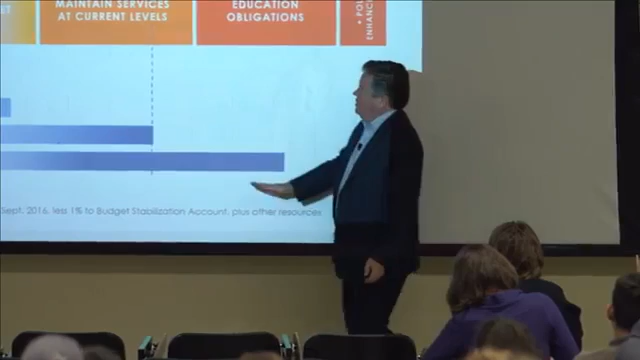 MAINTAIN SERVICES
AT CURRENT LEVELS
EDUCATION
OBLIGATIONS
Sept. 2016, less 1% to Budget Stabilization Account, plus other resources